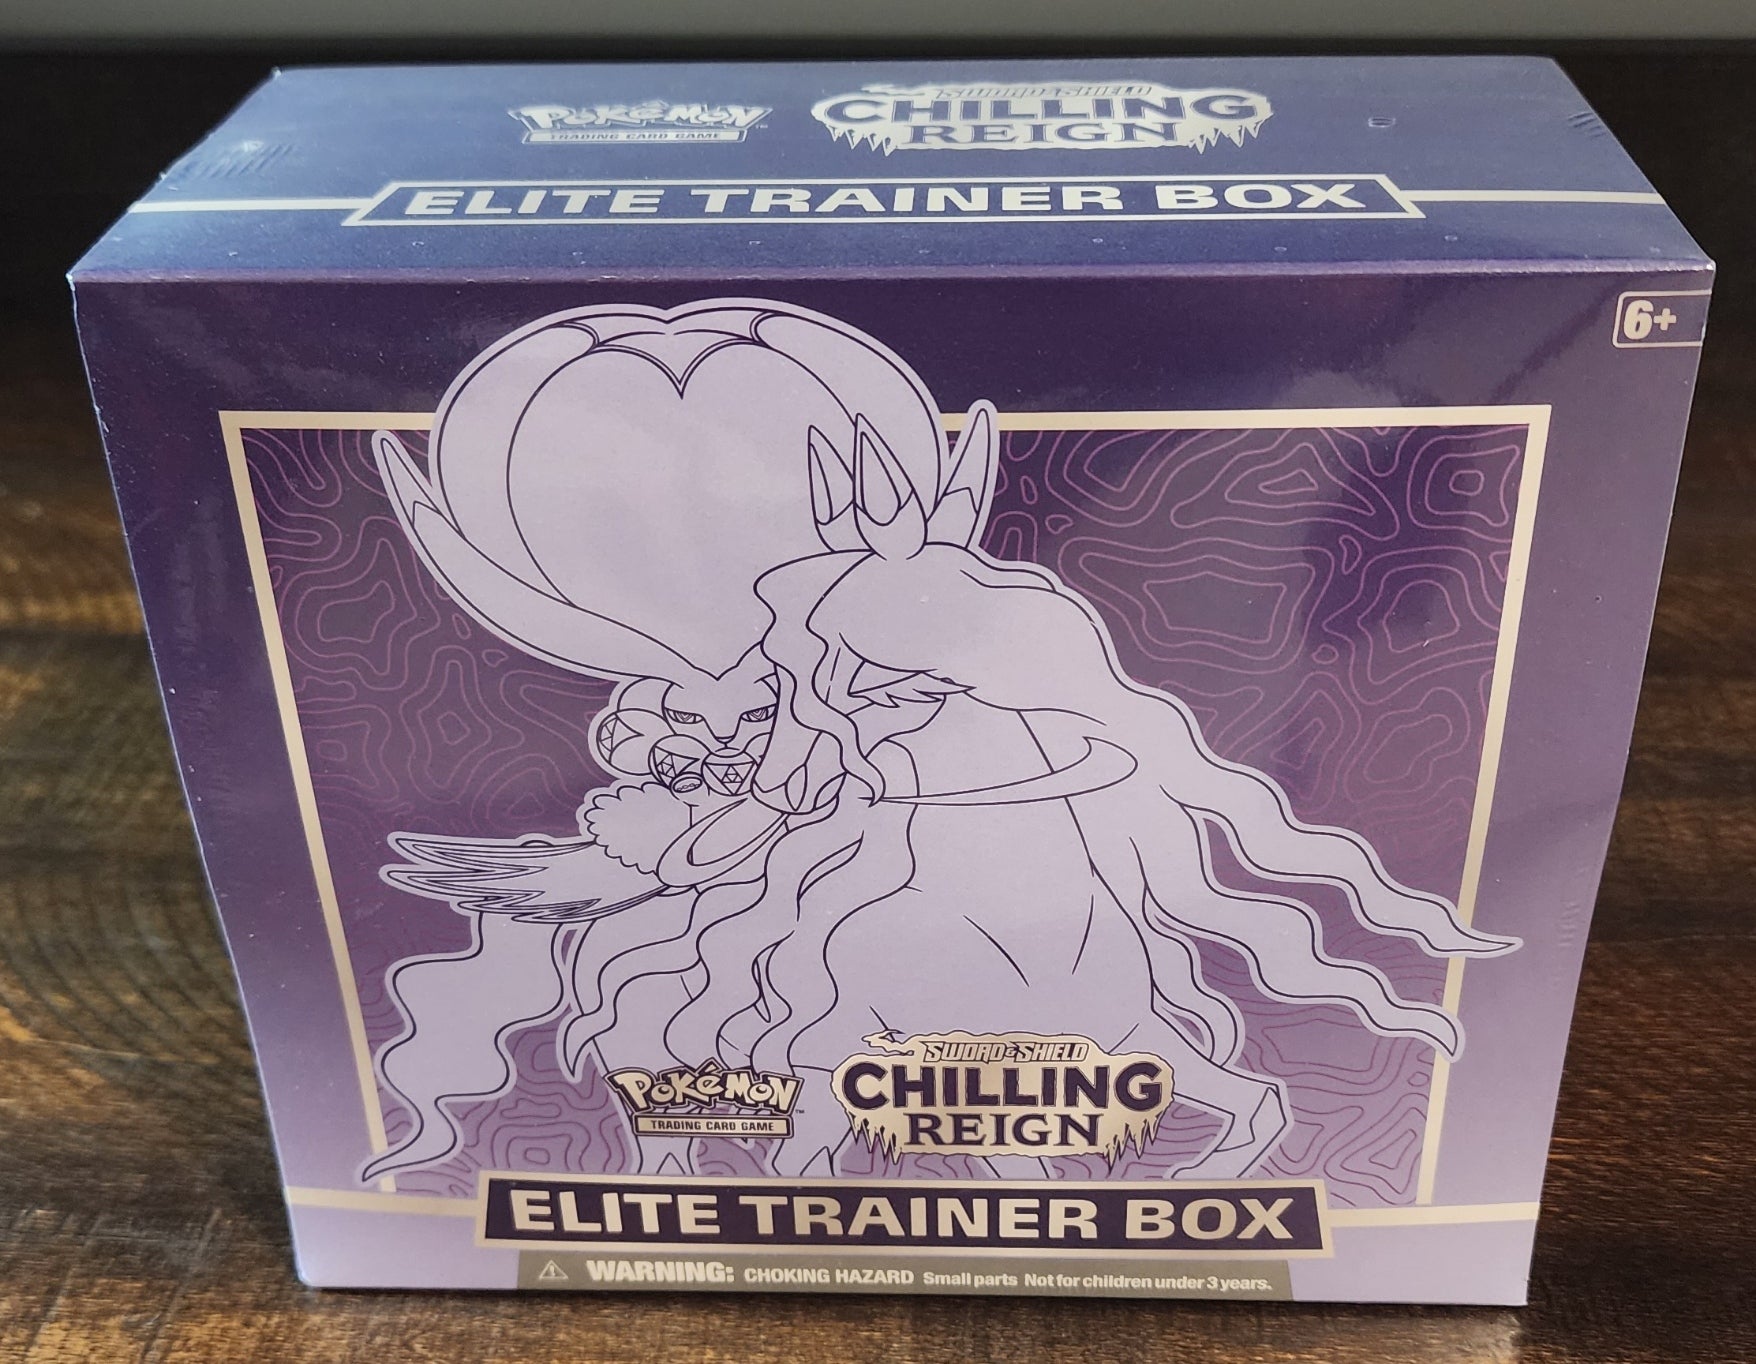 POKéMON
TRADING CARD GAME
SWORD & SHIELD
CHILLING
REIGN
ELITE TRAINER BOX
6+
POKéMON™
TRADING CARD GAME
SWORD & SHIELD
CHILLING
REIGN
ELITE TRAINER BOX
WARNING: CHOKING HAZARD Small parts Not for children under 3 years.